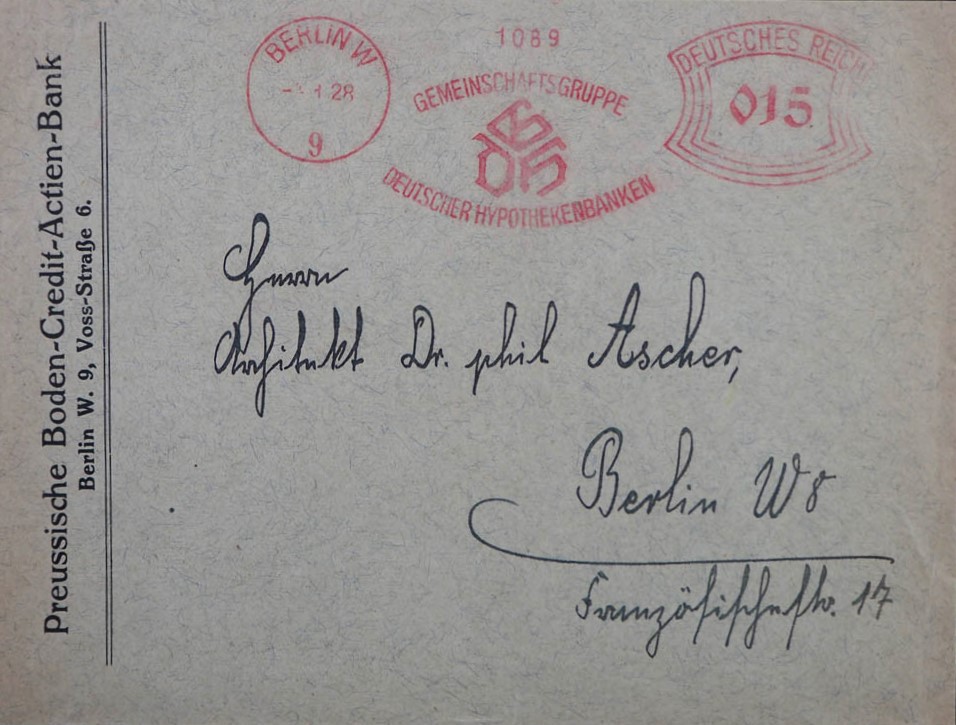 Preussische Boden-Credit-Actien-Bank
Berlin W. 9, Voss-Straße 6.
BERLIN W
28
9
1089
GEMEINSCHAFTSGRUPPE
DEUTSCHER HYPOTHEKENBANKEN
DEUTSCHES REICH
015
Herrn
Architekt Dr. phil Ascher,
Berlin W8
Französischestr. 17